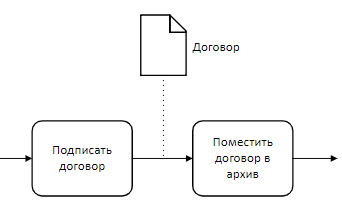 Договор
Подписать
договор
Поместить
договор в
архив